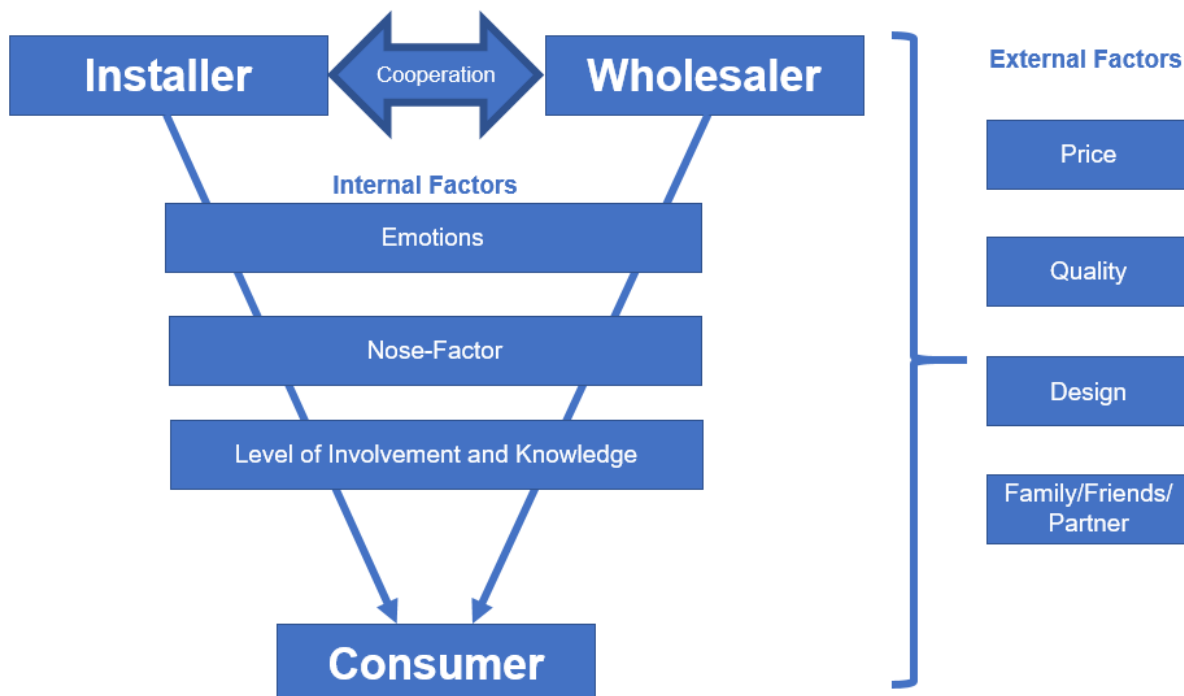 Installer
Cooperation
Wholesaler
External Factors
Price
Internal Factors
Emotions
Quality
Nose-Factor
Design
Level of Involvement and Knowledge
Family/Friends/
Partner
Consumer